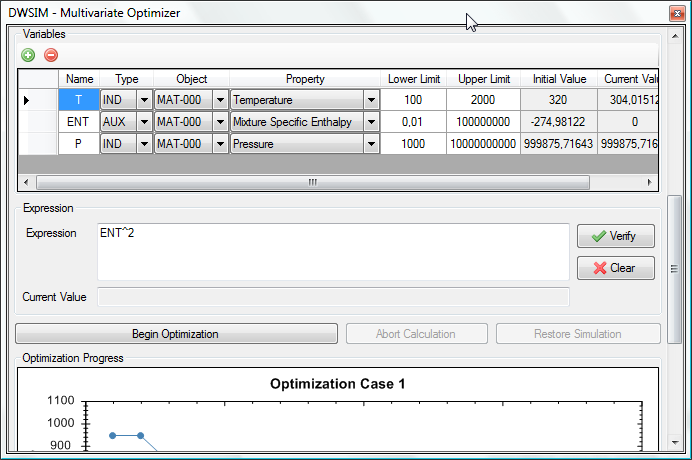 DWSIM - Multivariate Optimizer
Variables
Name Type Object Property Lower Limit Upper Limit Initial Value Current Valu
T IND MAT-000 Temperature 100 2000 320 304,01512
ENT AUX MAT-000 Mixture Specific Enthalpy 0,01 100000000 -274,98122 0
P IND MAT-000 Pressure 1000 10000000000 999875,71643 999875,716
Expression
Expression ENT^2
Verify
Clear
Current Value
Begin Optimization Abort Calculation Restore Simulation
Optimization Progress
Optimization Case 1
1100
1000
900